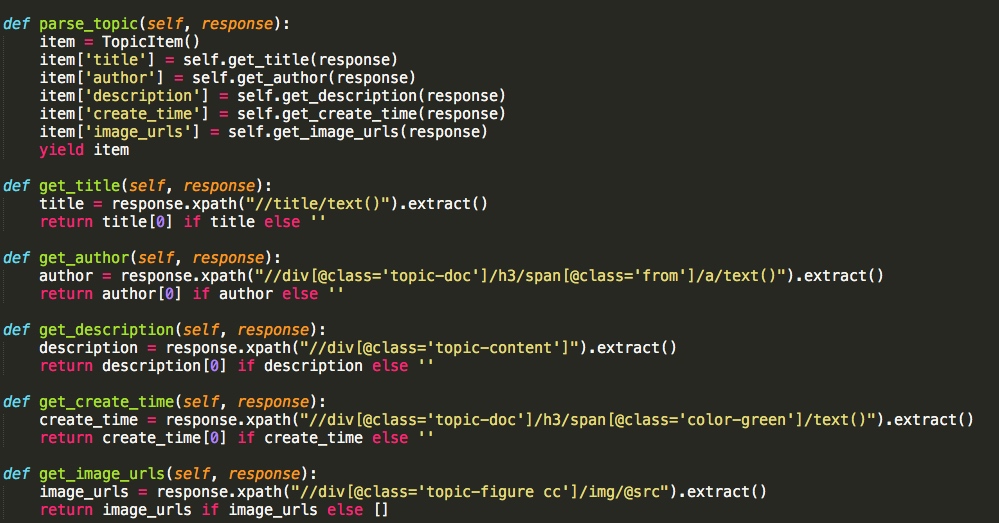 def parse_topic(self, response):
    item = TopicItem()
    item['title'] = self.get_title(response)
    item['author'] = self.get_author(response)
    item['description'] = self.get_description(response)
    item['create_time'] = self.get_create_time(response)
    item['image_urls'] = self.get_image_urls(response)
    yield item

def get_title(self, response):
    title = response.xpath("//title/text()").extract()
    return title[0] if title else ''

def get_author(self, response):
    author = response.xpath("//div[@class='topic-doc']/h3/span[@class='from']/a/text()").extract()
    return author[0] if author else ''

def get_description(self, response):
    description = response.xpath("//div[@class='topic-content']").extract()
    return description[0] if description else ''

def get_create_time(self, response):
    create_time = response.xpath("//div[@class='topic-doc']/h3/span[@class='color-green']/text()").extract()
    return create_time[0] if create_time else ''

def get_image_urls(self, response):
    image_urls = response.xpath("//div[@class='topic-figure cc']/img/@src").extract()
    return image_urls if image_urls else []